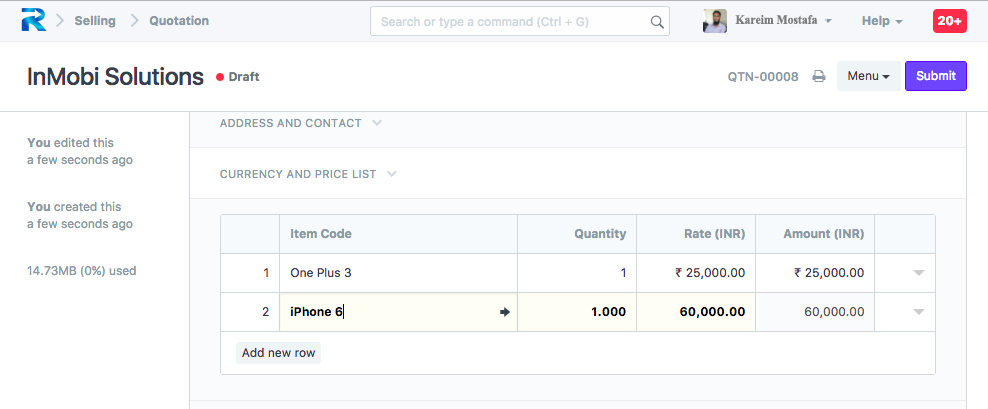 Selling Quotation Search or type a command (Ctrl + G) Kareim Mostafa Help 20+
InMobi Solutions Draft QTN-00008 Menu Submit
You edited this
a few seconds ago
You created this
a few seconds ago
14.73MB (0%) used
ADDRESS AND CONTACT
CURRENCY AND PRICE LIST
Item Code Quantity Rate (INR) Amount (INR)
1 One Plus 3 1 ₹ 25,000.00 ₹ 25,000.00
2 iPhone 6 1.000 60,000.00 60,000.00
Add new row